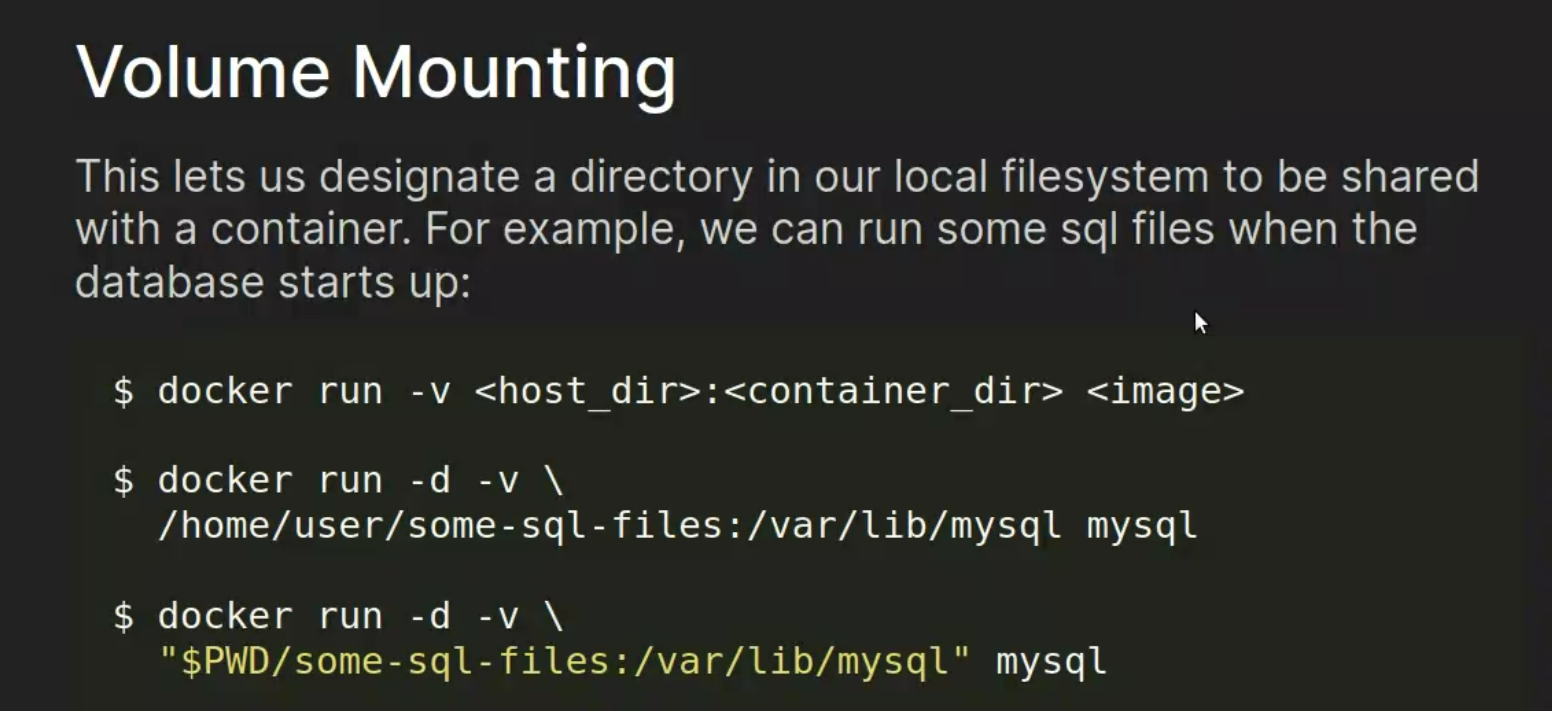 Volume Mounting
This lets us designate a directory in our local filesystem to be shared
with a container. For example, we can run some sql files when the
database starts up:
$ docker run -v <host_dir>:<container_dir> <image>
$ docker run -d -v \
/home/user/some-sql-files:/var/lib/mysql mysql
$ docker run -d -v \
"$PWD/some-sql-files:/var/lib/mysql" mysql